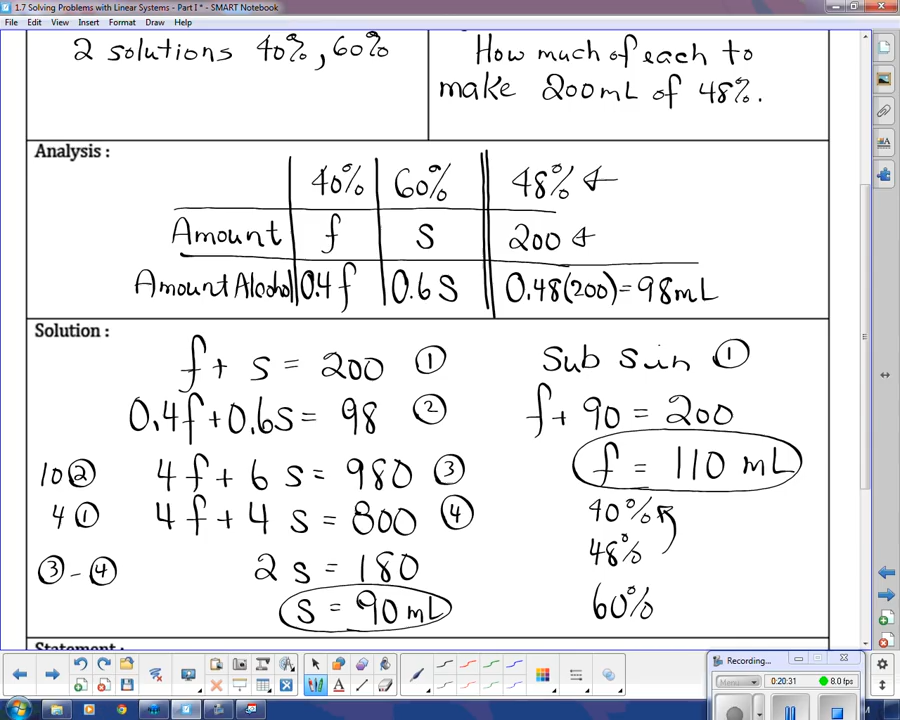 1.7 Solving Problems with Linear Systems - Part I * - SMART Notebook
File Edit View Insert Format Draw Help
2 solutions 40%, 60%
How much of each to
make 200mL of 48%.
Analysis :
40% 60% 48% ←
Amount f s 200 ←
Amount Alcohol 0.4f 0.6s 0.48(200)=98mL
Solution :
f + s = 200 ①
0.4f+0.6s= 98 ②
10② 4f + 6s = 980 ③
4① 4f + 4s = 800 ④
③ - ④ 2s = 180
s = 90 mL
Sub s in ①
f + 90 = 200
f = 110 mL
40%
48%
60%
Statement :
Recording...
Menu 0:20:31 8.0 fps